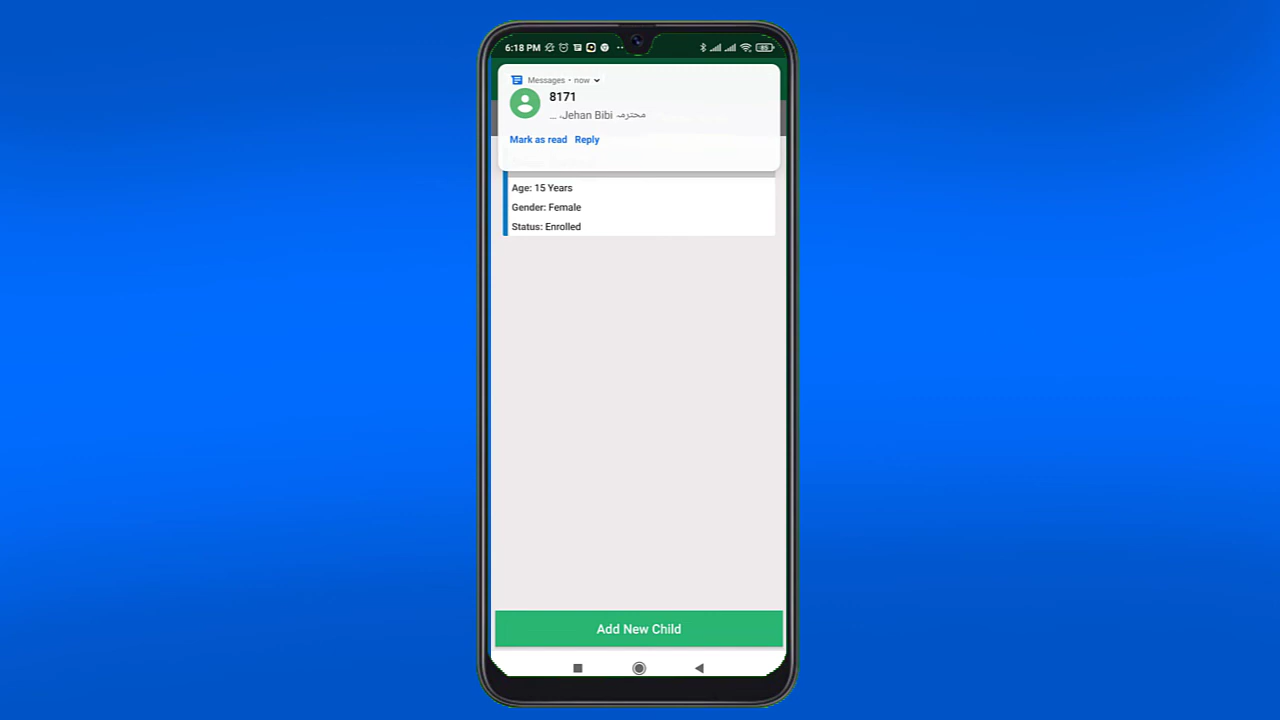 6:18 PM
85
Messages • now
8171
محترمہ Jehan Bibi، ...
Mark as read Reply
Age: 15 Years
Gender: Female
Status: Enrolled
Add New Child